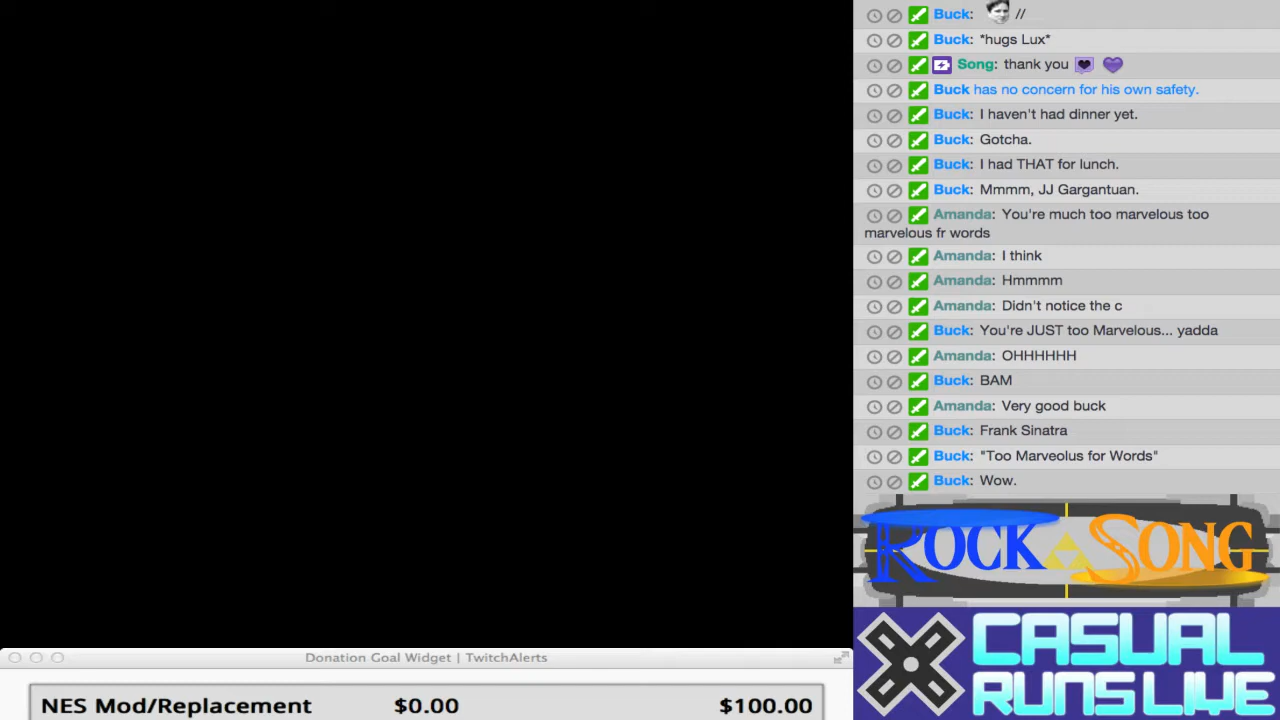 Buck: //
Buck: *hugs Lux*
Song: thank you
Buck has no concern for his own safety.
Buck: I haven't had dinner yet.
Buck: Gotcha.
Buck: I had THAT for lunch.
Buck: Mmmm, JJ Gargantuan.
Amanda: You're much too marvelous too
marvelous fr words
Amanda: I think
Amanda: Hmmmm
Amanda: Didn't notice the c
Buck: You're JUST too Marvelous... yadda
Amanda: OHHHHHH
Buck: BAM
Amanda: Very good buck
Buck: Frank Sinatra
Buck: "Too Marveolus for Words"
Buck: Wow.
ROCK SONG
CASUAL
RUNS LIVE
Donation Goal Widget | TwitchAlerts
NES Mod/Replacement $0.00 $100.00